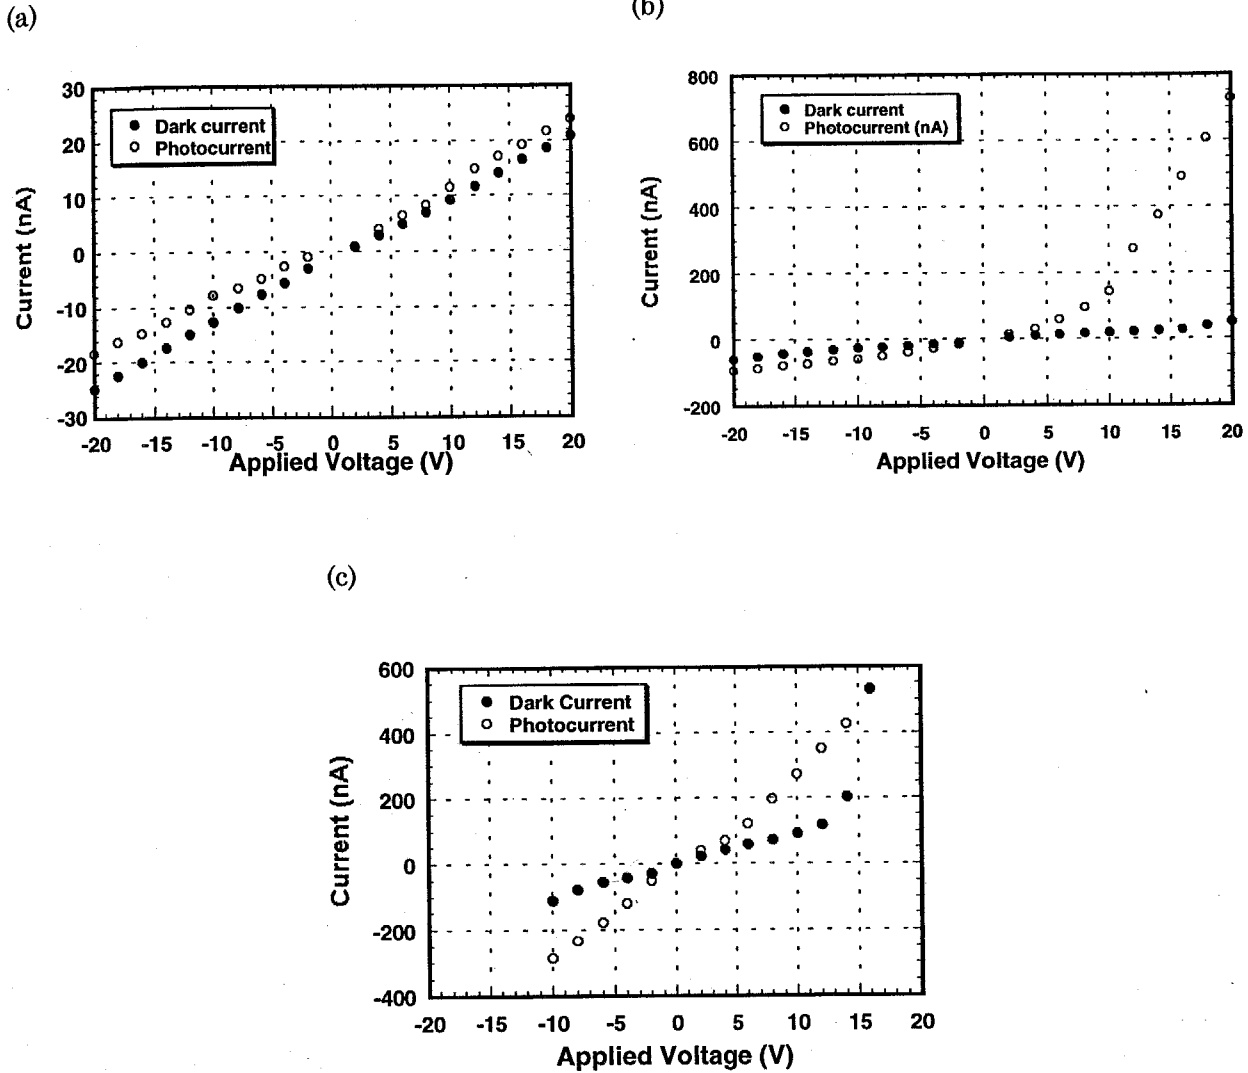 (a)
30
20
10
0
-10
-20
-30
Current (nA)
Dark current
Photocurrent
-20 -15 -10 -5 0 5 10 15 20
Applied Voltage (V)
(b)
800
600
400
200
0
-200
Current (nA)
Dark current
Photocurrent (nA)
-20 -15 -10 -5 0 5 10 15 20
Applied Voltage (V)
(c)
600
400
200
0
-200
-400
Current (nA)
Dark Current
Photocurrent
-20 -15 -10 -5 0 5 10 15 20
Applied Voltage (V)